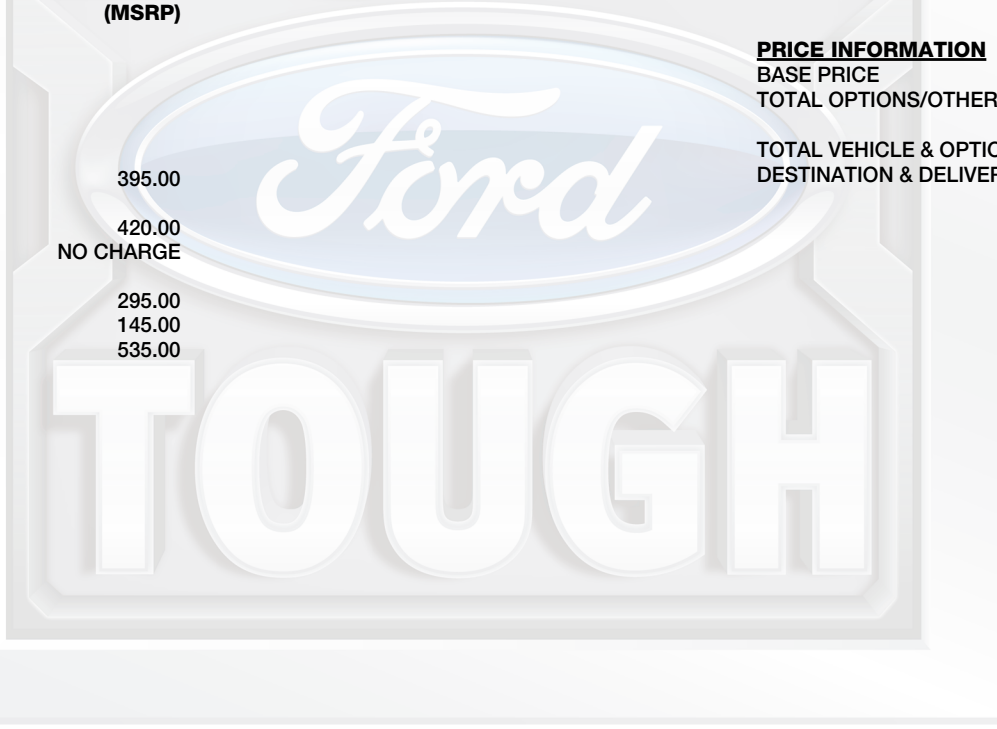 (MSRP)
395.00
420.00
NO CHARGE
295.00
145.00
535.00
PRICE INFORMATION
BASE PRICE
TOTAL OPTIONS/OTHER
TOTAL VEHICLE & OPTIO
DESTINATION & DELIVER
Ford
TOUGH